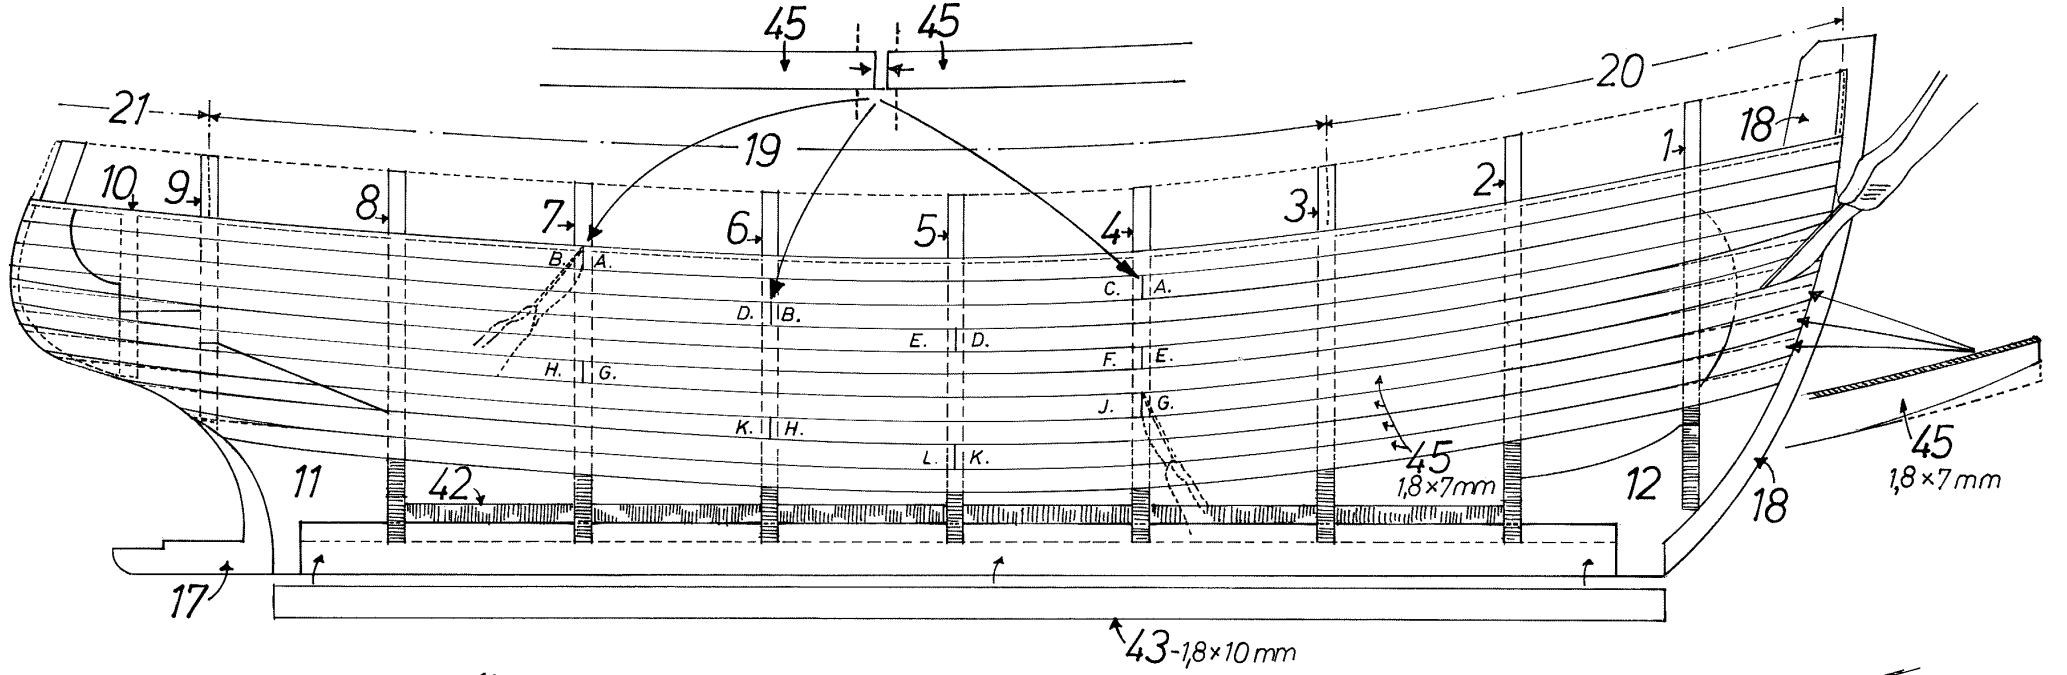 45 45
20
21
19
18
1
2
3
4
5
6
7
8
9
10
B. A.
C. A.
D. B.
E. D.
F. E.
H. G.
J. G.
K. H.
L. K.
45
1,8×7mm
45
1,8×7mm
11
42
12
18
17
43-1,8×10mm